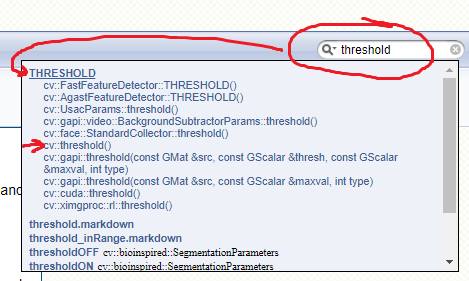 threshold
THRESHOLD
cv::FastFeatureDetector::THRESHOLD()
cv::AgastFeatureDetector::THRESHOLD()
cv::UsacParams::threshold()
cv::gapi::video::BackgroundSubtractorParams::threshold()
cv::face::StandardCollector::threshold()
cv::threshold()
cv::gapi::threshold(const GMat &src, const GScalar &thresh, const GScalar
&maxval, int type)
cv::gapi::threshold(const GMat &src, const GScalar &maxval, int type)
cv::cuda::threshold()
cv::ximgproc::rl::threshold()
and
threshold.markdown
threshold_inRange.markdown
thresholdOFF cv::bioinspired::SegmentationParameters
thresholdON cv::bioinspired::SegmentationParameters